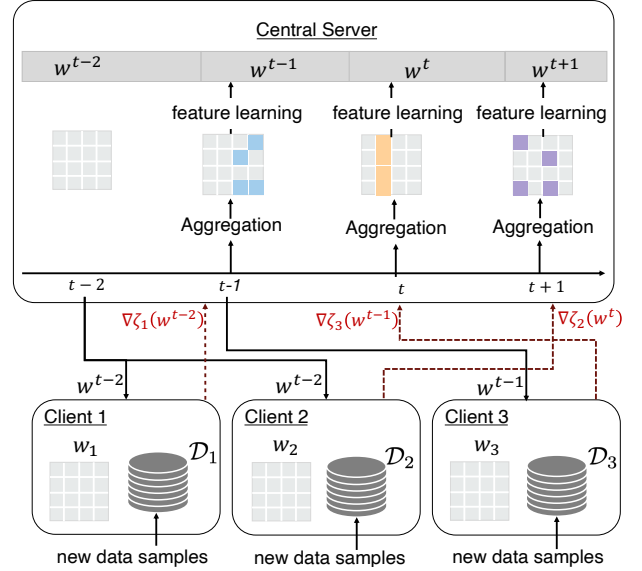 Central Server
w^{t-2} w^{t-1} w^t w^{t+1}
feature learning feature learning feature learning
Aggregation Aggregation Aggregation
t − 2 t-1 t t + 1
∇ζ_1(w^{t-2}) ∇ζ_3(w^{t-1}) ∇ζ_2(w^t)
w^{t-2} w^{t-2} w^{t-1}
Client 1 Client 2 Client 3
w_1 𝒟_1 w_2 𝒟_2 w_3 𝒟_3
new data samples new data samples new data samples